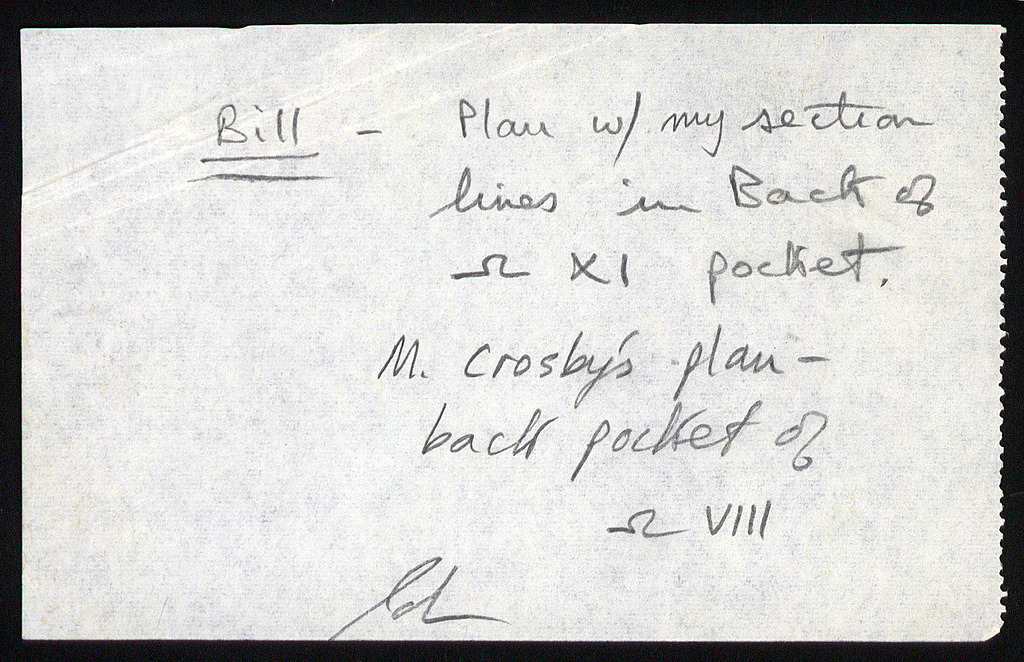 Bill - Plan w/ my section
lines in Back of
Ω XI pocket.
M. Crosby's plan -
back pocket of
Ω VIII